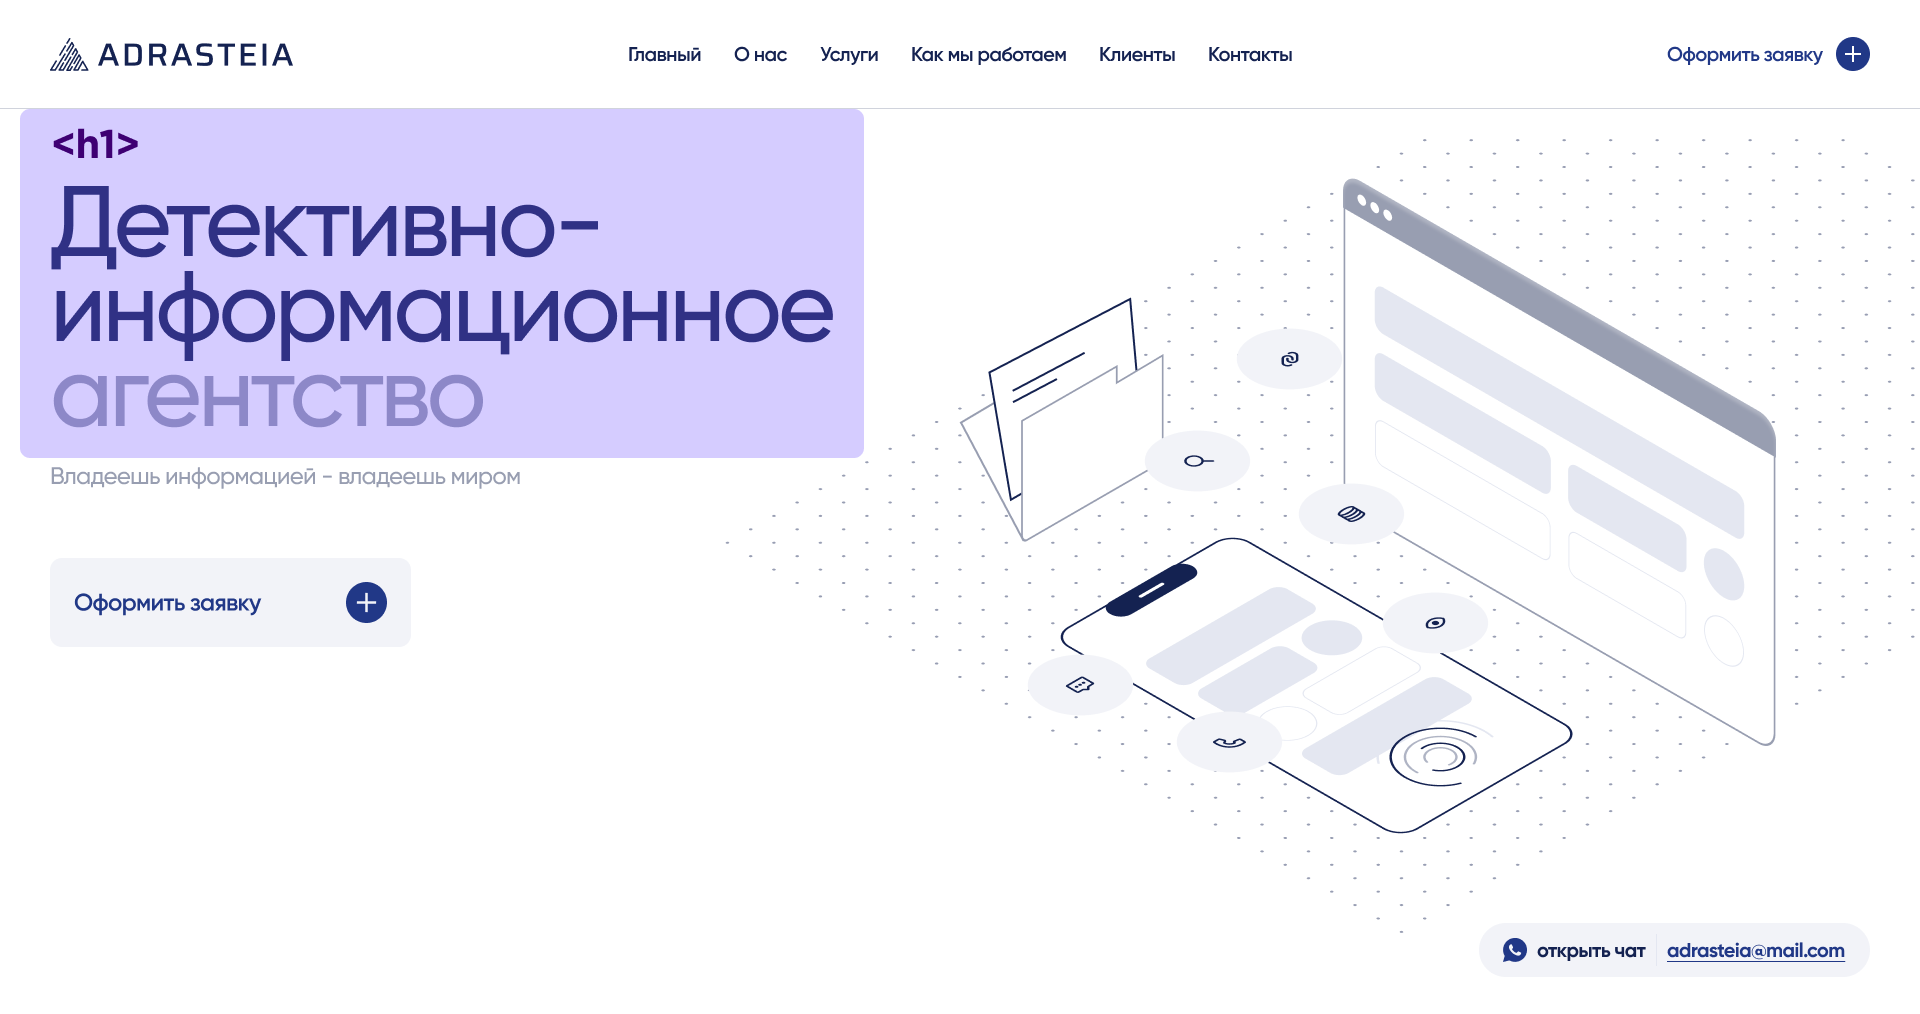 ADRASTEIA
Главный О нас Услуги Как мы работаем Клиенты Контакты
Оформить заявку
<h1>
Детективно-
информационное
агентство
Владеешь информацией - владеешь миром
Оформить заявку
открыть чат adrasteia@mail.com